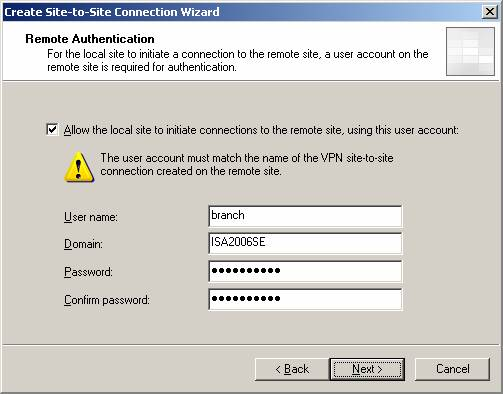 Create Site-to-Site Connection Wizard
Remote Authentication
For the local site to initiate a connection to the remote site, a user account on the
remote site is required for authentication.
Allow the local site to initiate connections to the remote site, using this user account:
The user account must match the name of the VPN site-to-site
connection created on the remote site.
User name: branch
Domain: ISA2006SE
Password: ●●●●●●●●●●
Confirm password: ●●●●●●●●●●
< Back Next > Cancel